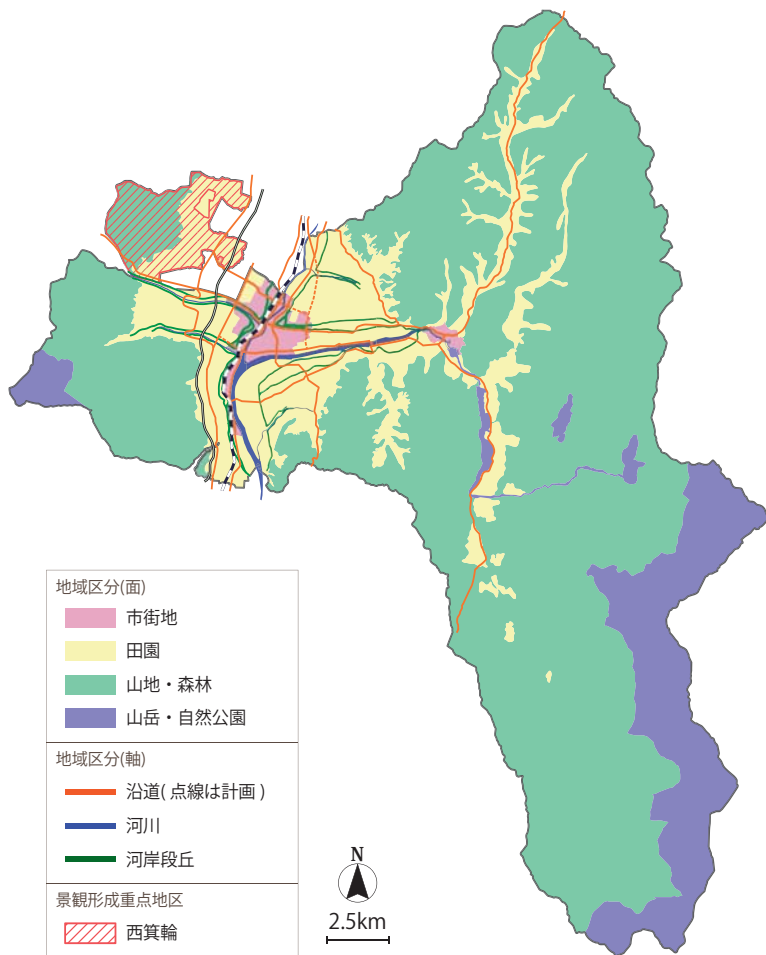 地域区分(面)
市街地
田園
山地・森林
山岳・自然公園
地域区分(軸)
沿道(点線は計画)
河川
河岸段丘
景観形成重点地区
西箕輪
N
2.5km